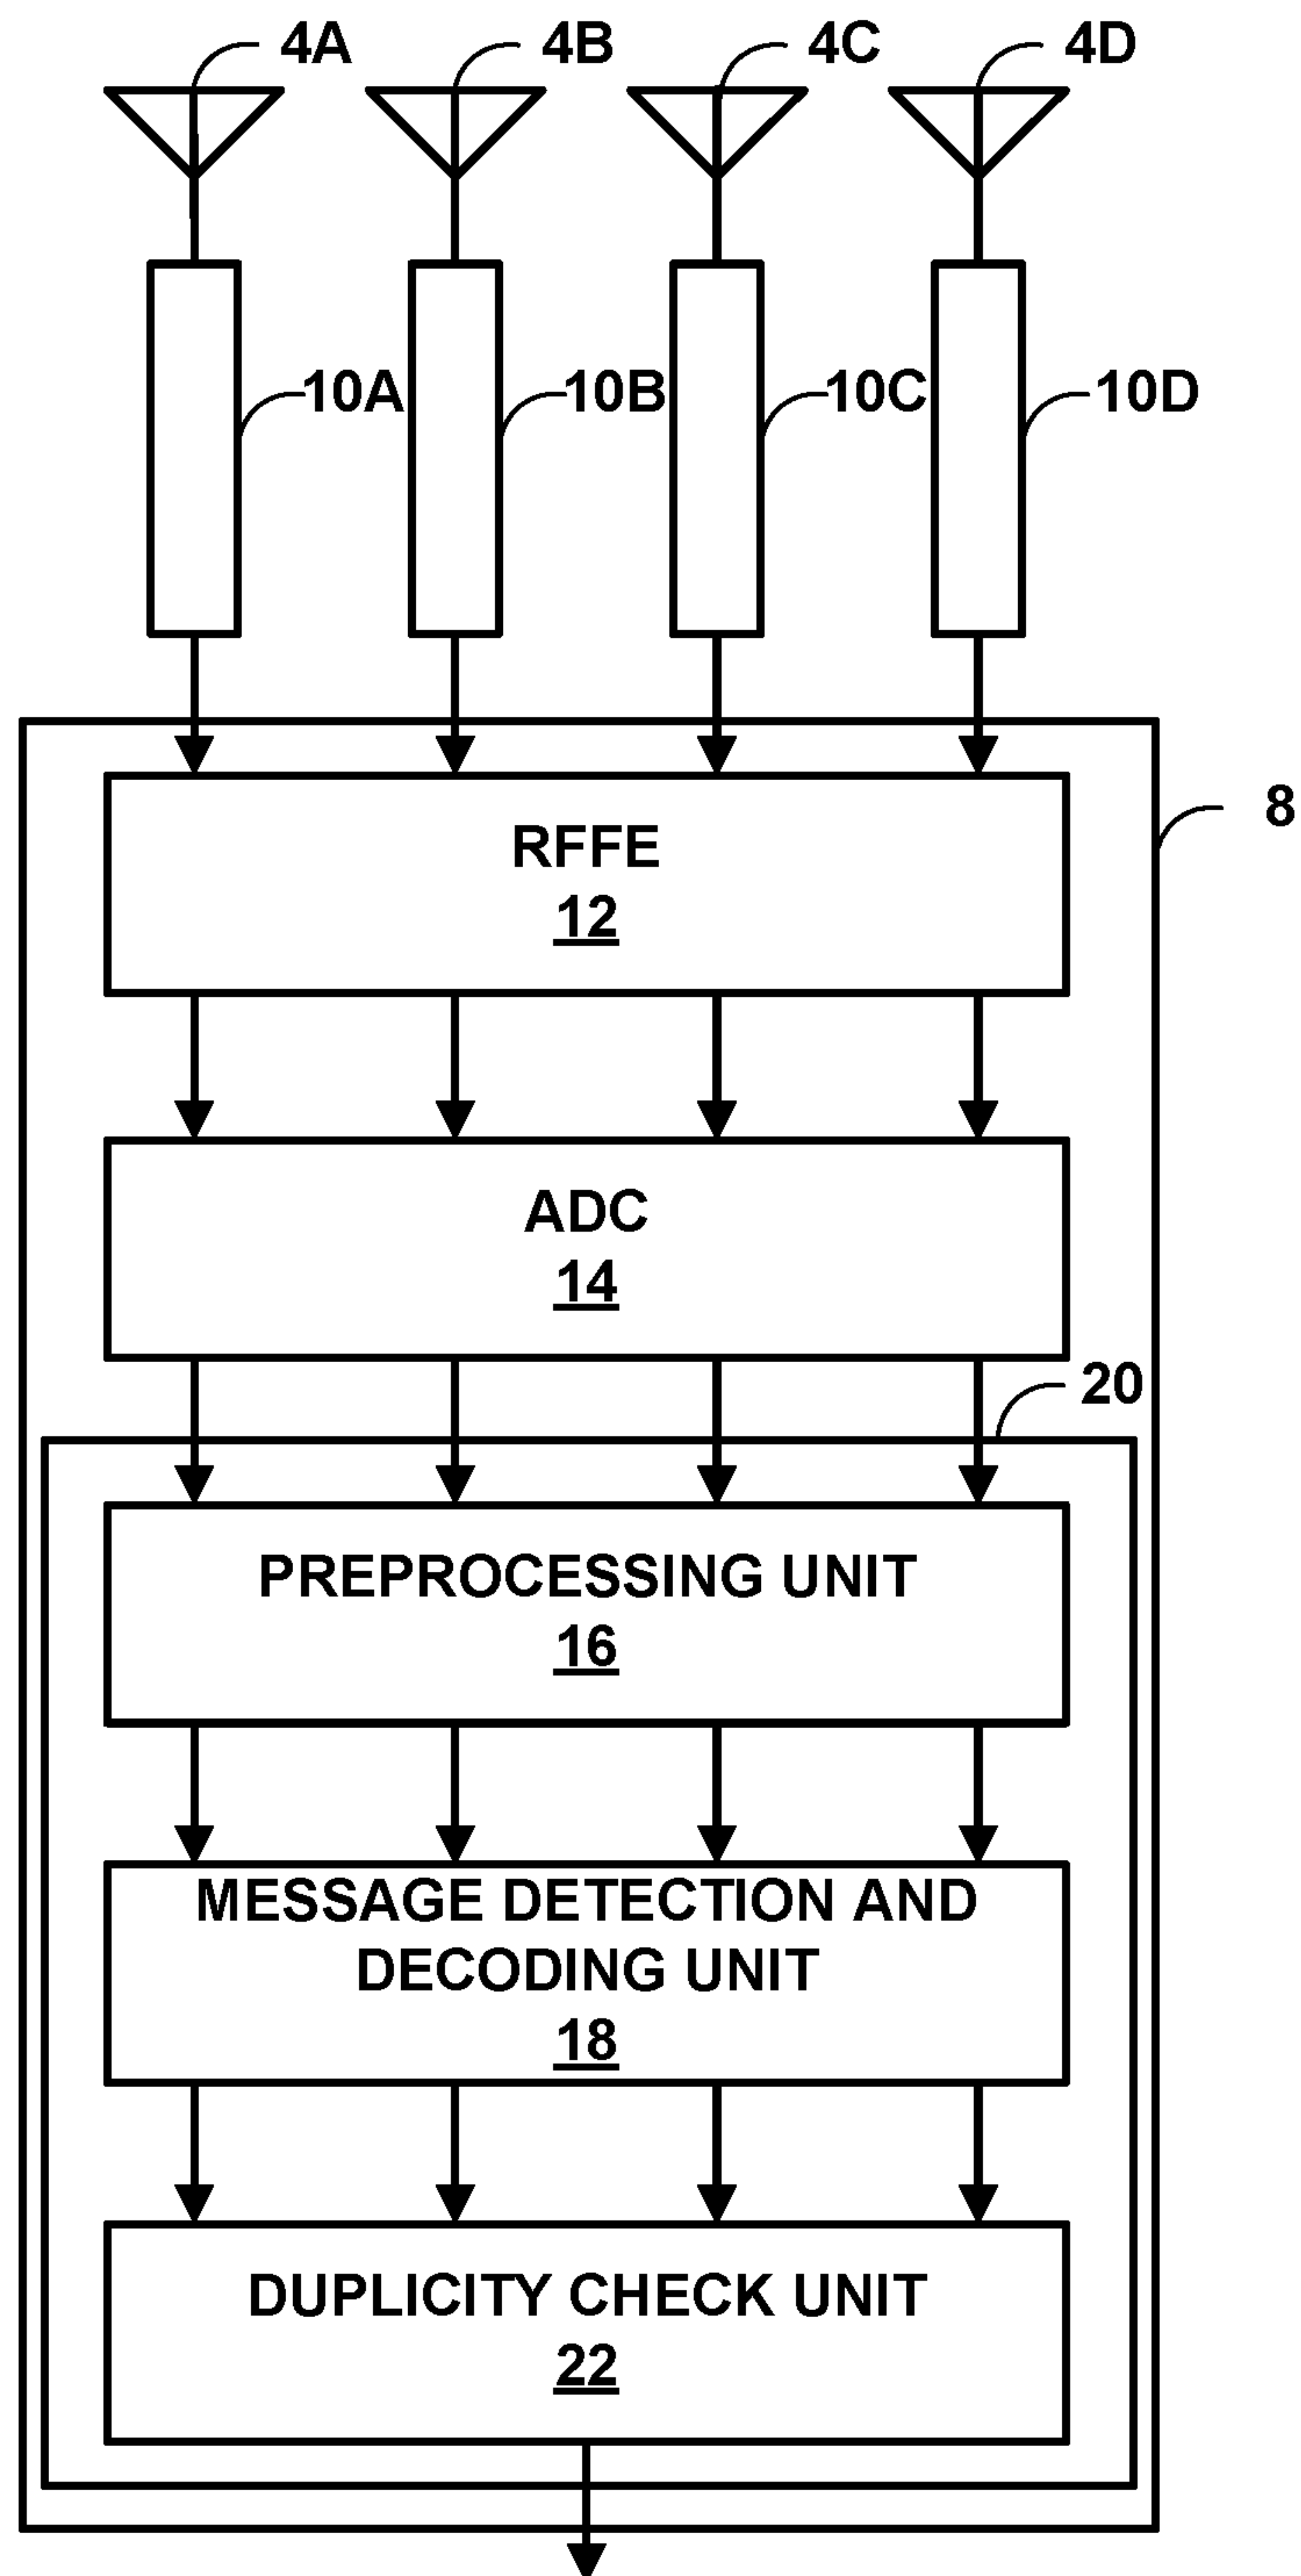 4A 4B 4C 4D
10A 10B 10C 10D
8
RFFE
12
ADC
14
20
PREPROCESSING UNIT
16
MESSAGE DETECTION AND
DECODING UNIT
18
DUPLICITY CHECK UNIT
22